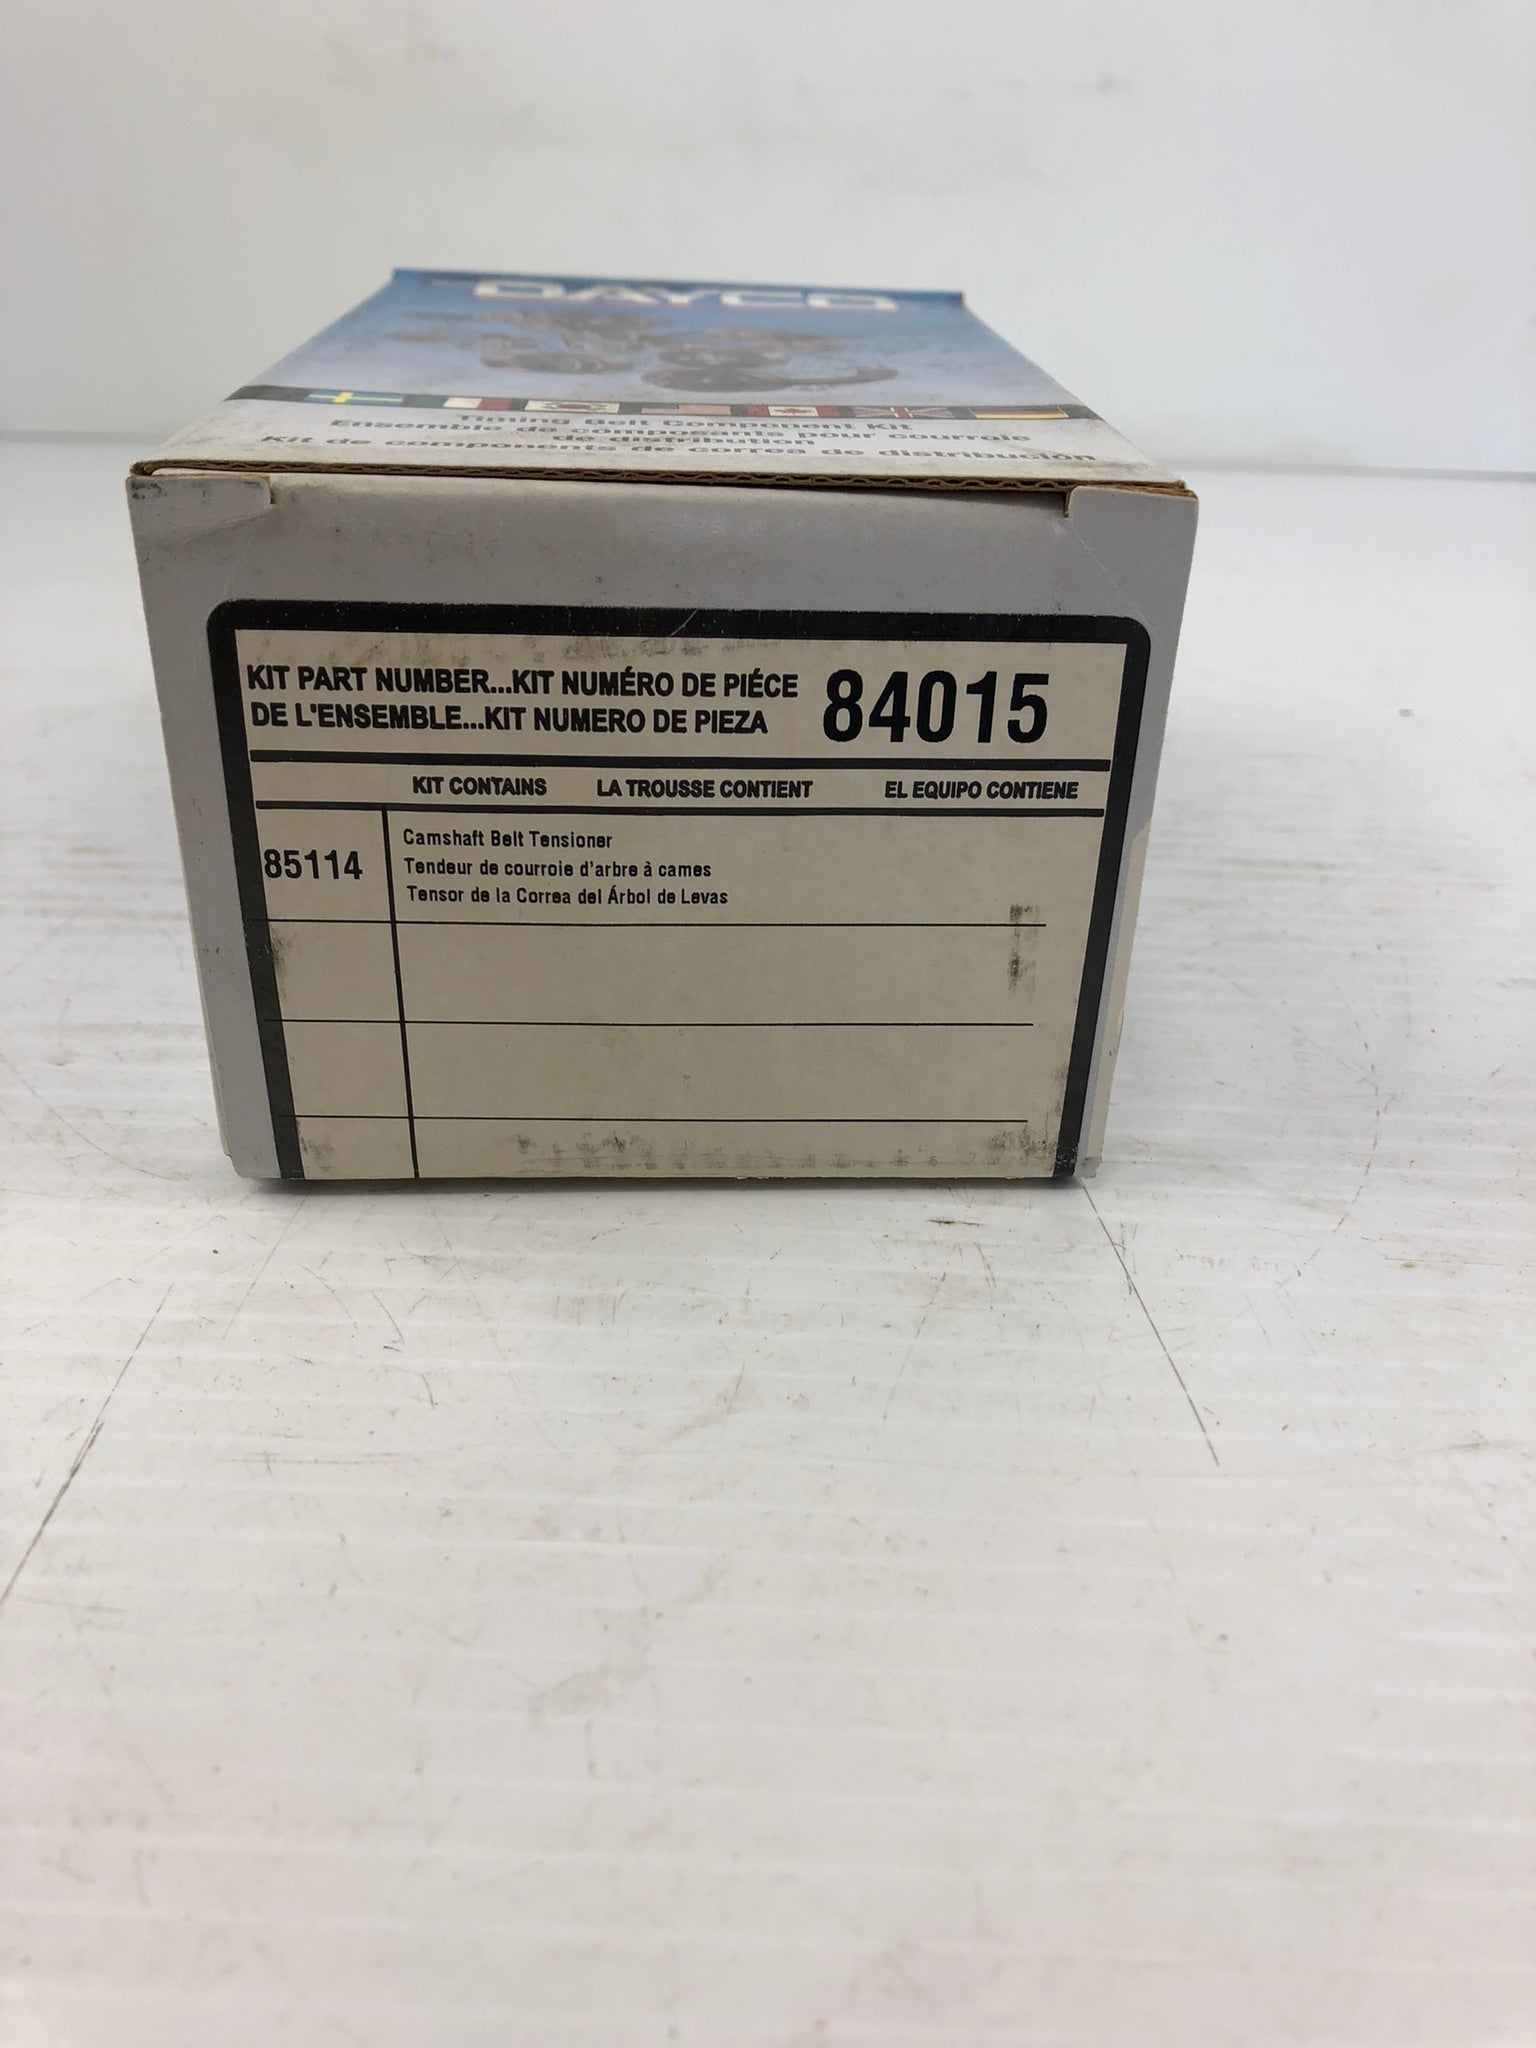 DAYCO
Timing Belt Component Kit
Ensemble de composants pour courroie
de distribution
Kit de componentes de correa de distribución
KIT PART NUMBER...KIT NUMÉRO DE PIÉCE
DE L'ENSEMBLE...KIT NUMERO DE PIEZA
84015
KIT CONTAINS LA TROUSSE CONTIENT EL EQUIPO CONTIENE
85114
Camshaft Belt Tensioner
Tendeur de courroie d'arbre à cames
Tensor de la Correa del Árbol de Levas